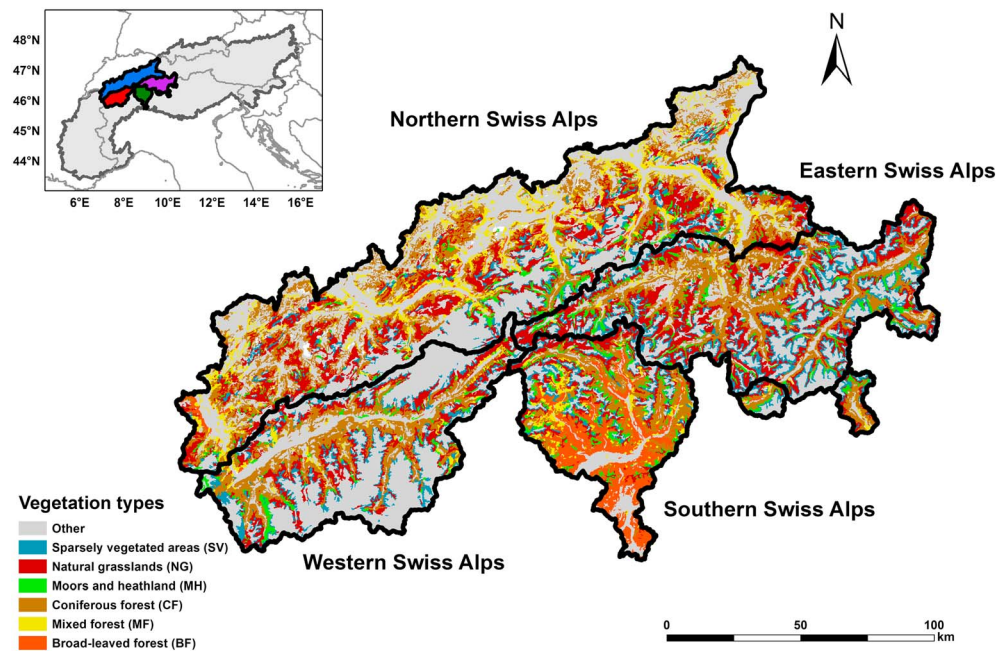 48°N
47°N
46°N
45°N
44°N
6°E 8°E 10°E 12°E 14°E 16°E
N
Northern Swiss Alps
Eastern Swiss Alps
Southern Swiss Alps
Western Swiss Alps
Vegetation types
Other
Sparsely vegetated areas (SV)
Natural grasslands (NG)
Moors and heathland (MH)
Coniferous forest (CF)
Mixed forest (MF)
Broad-leaved forest (BF)
0 50 100
km